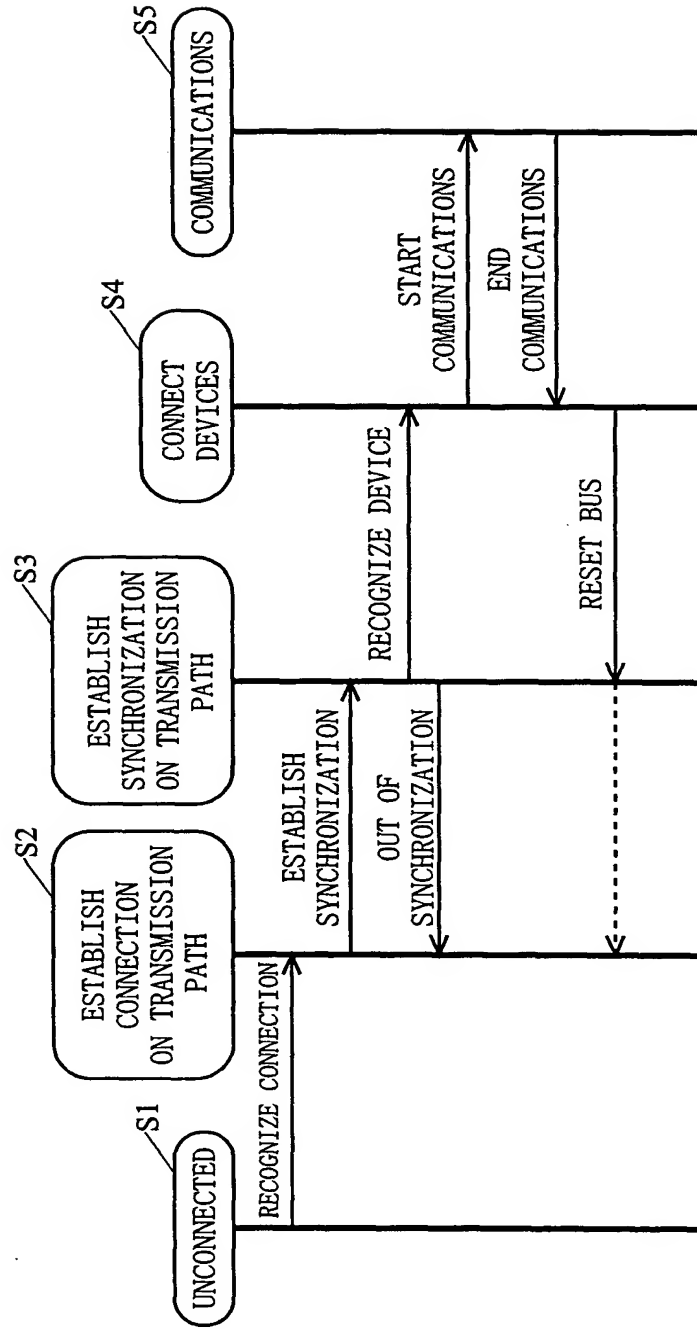 S1
UNCONNECTED
S2
ESTABLISH
CONNECTION
ON TRANSMISSION
PATH
S3
ESTABLISH
SYNCHRONIZATION
ON TRANSMISSION
PATH
S4
CONNECT
DEVICES
S5
COMMUNICATIONS
RECOGNIZE CONNECTION
ESTABLISH
SYNCHRONIZATION
OUT OF
SYNCHRONIZATION
RECOGNIZE DEVICE
START
COMMUNICATIONS
END
COMMUNICATIONS
RESET BUS